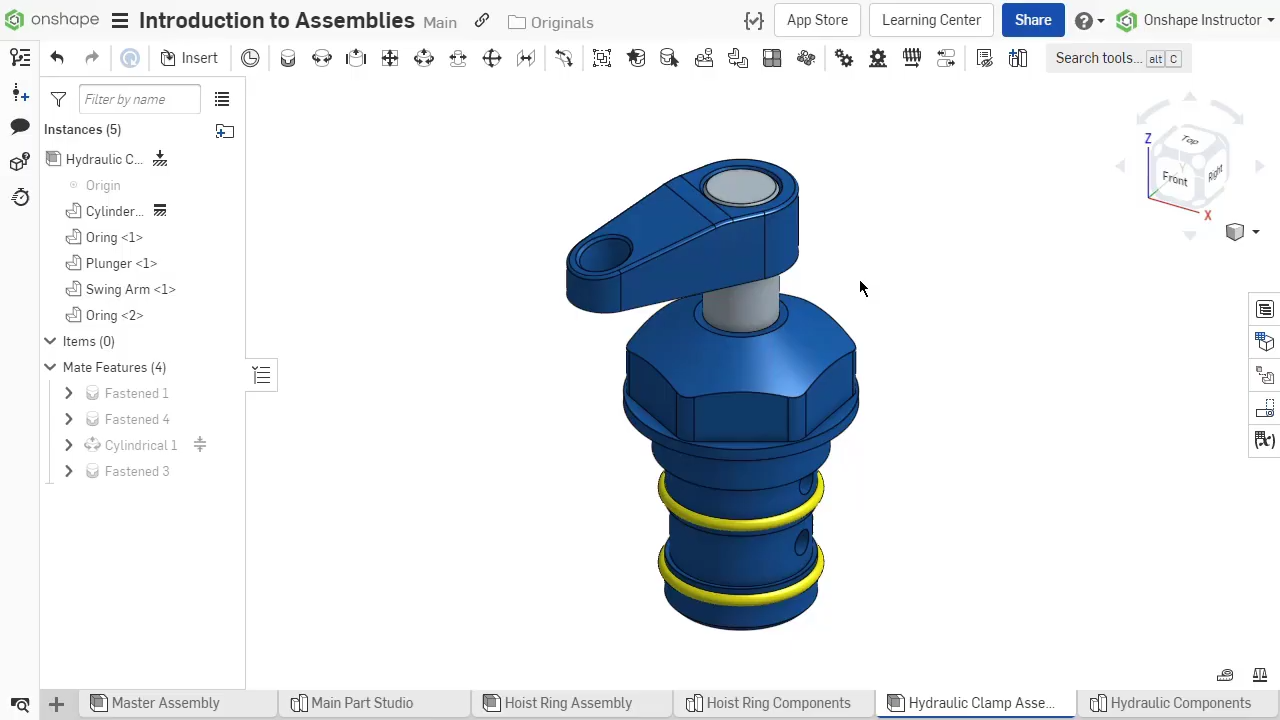 onshape Introduction to Assemblies Main Originals App Store Learning Center Share Onshape Instructor
Insert Search tools... alt C
Filter by name
Instances (5)
Hydraulic C...
Origin
Cylinder...
Oring <1>
Plunger <1>
Swing Arm <1>
Oring <2>
Items (0)
Mate Features (4)
Fastened 1
Fastened 4
Cylindrical 1
Fastened 3
Top
Z
Y
Front Right
X
Master Assembly Main Part Studio Hoist Ring Assembly Hoist Ring Components Hydraulic Clamp Asse... Hydraulic Components